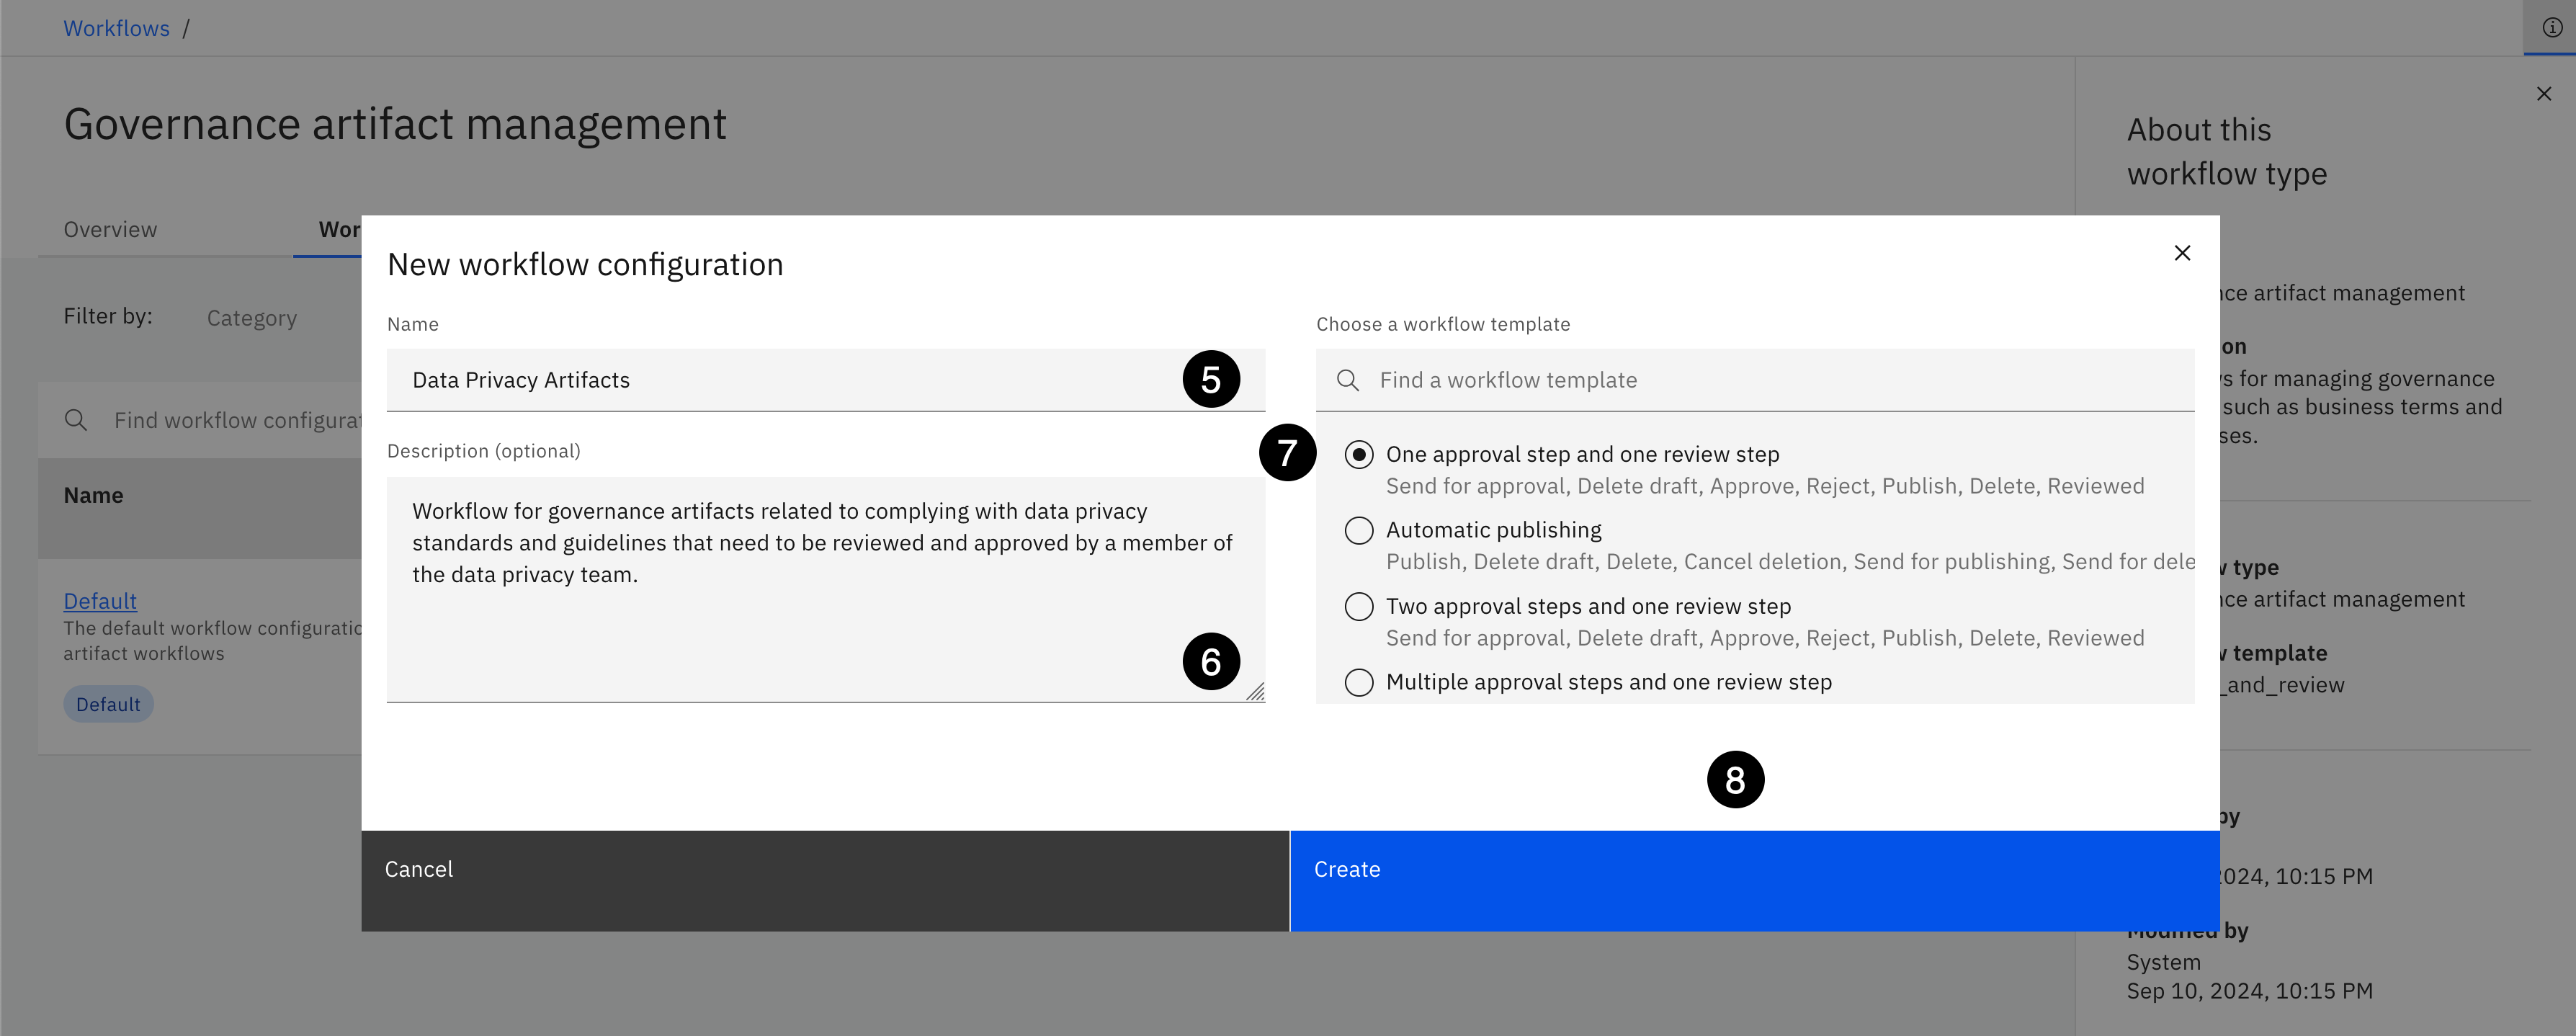 Workflows /
Governance artifact management
About this
workflow type
Overview
Wor
Filter by:
Category
Find workflow configurat
Name
Default
The default workflow configuratio
artifact workflows
Default
New workflow configuration
Name
Data Privacy Artifacts
5
Description (optional)
Workflow for governance artifacts related to complying with data privacy
standards and guidelines that need to be reviewed and approved by a member of
the data privacy team.
6
Choose a workflow template
Find a workflow template
7
One approval step and one review step
Send for approval, Delete draft, Approve, Reject, Publish, Delete, Reviewed
Automatic publishing
Publish, Delete draft, Delete, Cancel deletion, Send for publishing, Send for dele
Two approval steps and one review step
Send for approval, Delete draft, Approve, Reject, Publish, Delete, Reviewed
Multiple approval steps and one review step
8
Cancel
Create
nce artifact management
on
s for managing governance
such as business terms and
ses.
type
nce artifact management
template
_and_review
by
2024, 10:15 PM
Modified by
System
Sep 10, 2024, 10:15 PM